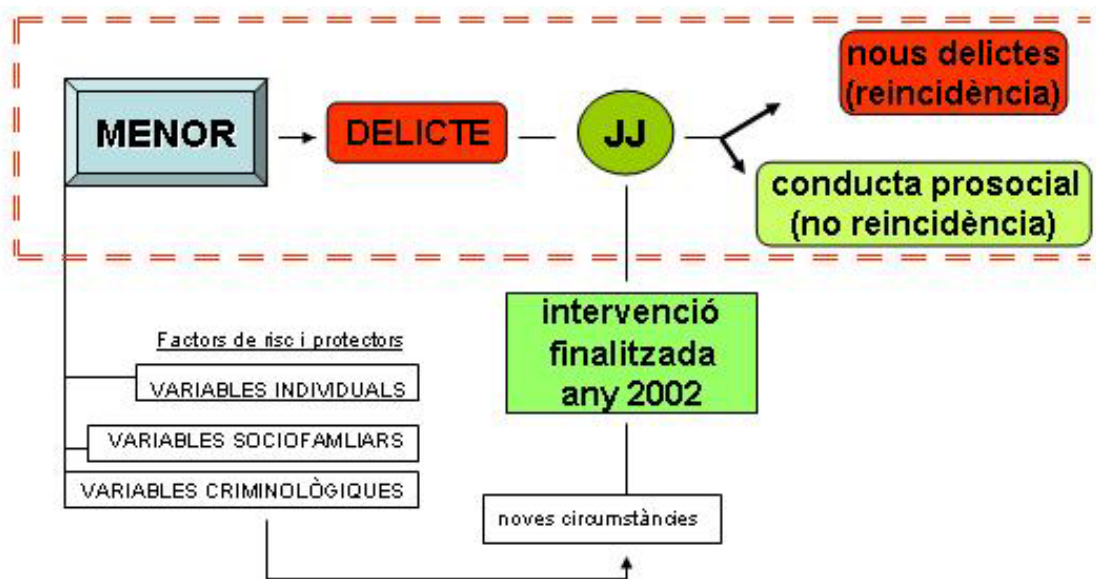 MENOR
DELICTE
JJ
nous delictes
(reincidència)
conducta prosocial
(no reincidència)
intervenció
finalitzada
any 2002
Factors de risc i protectors
VARIABLES INDIVIDUALS
VARIABLES SOCIOFAMLIARS
VARIABLES CRIMINOLÒGIQUES
noves circumstàncies